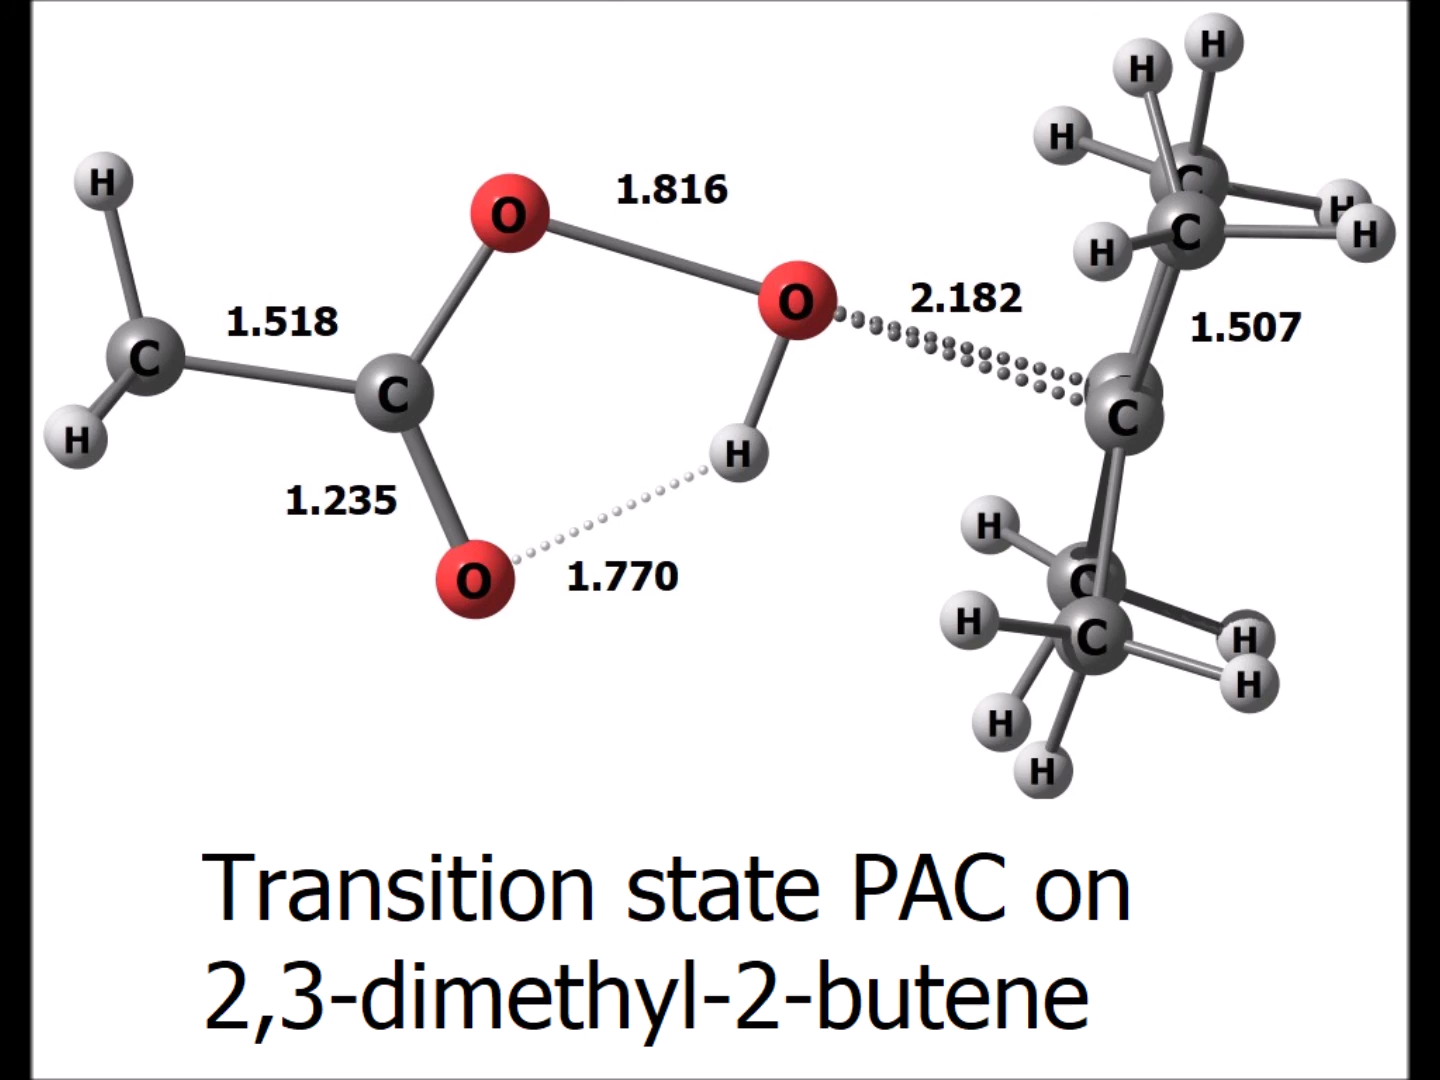 H
H
H
H
1.816
C
O
O
C
H
H
H
H
1.518
2.182
1.507
C
C
C
H
H
1.235
H
O
1.770
C
H
C
H
H
H
H
Transition state PAC on
2,3-dimethyl-2-butene